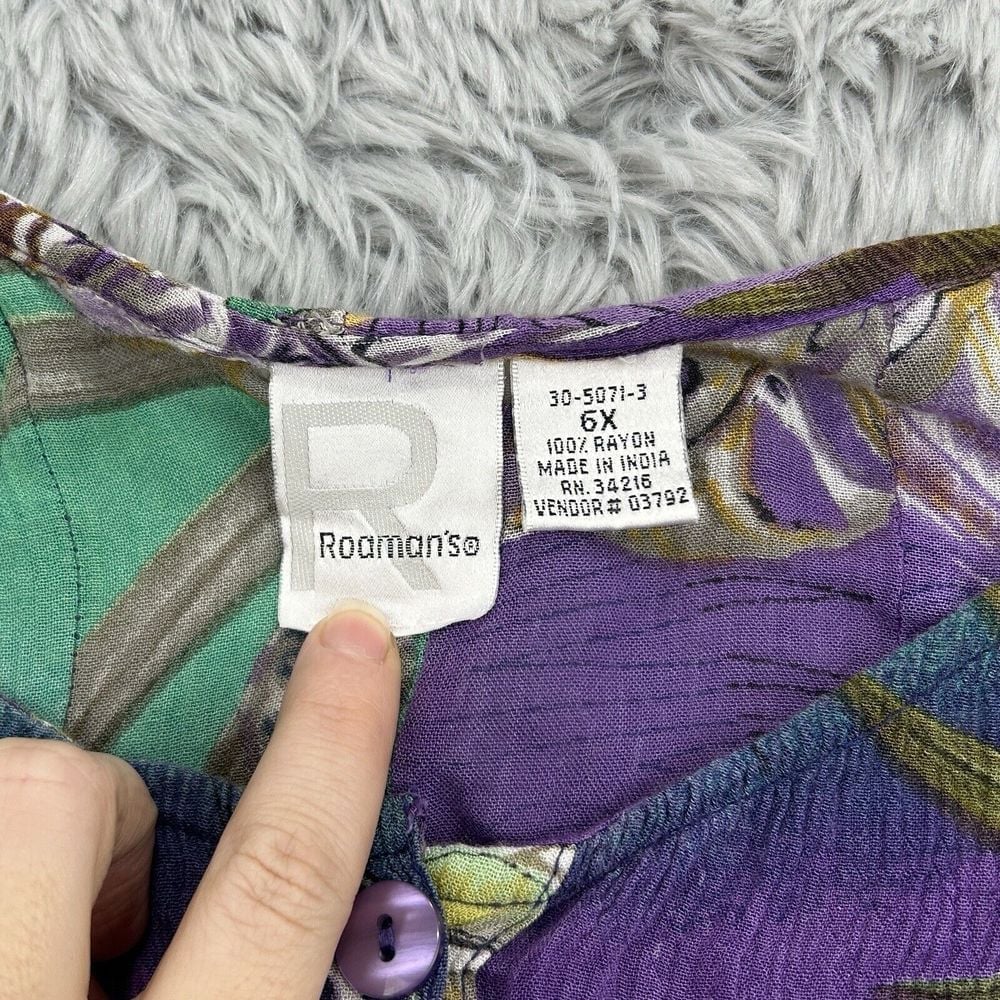 R
Roaman's®
30-5071-3
6X
100% RAYON
MADE IN INDIA
RN. 34216
VENDOR# 03792